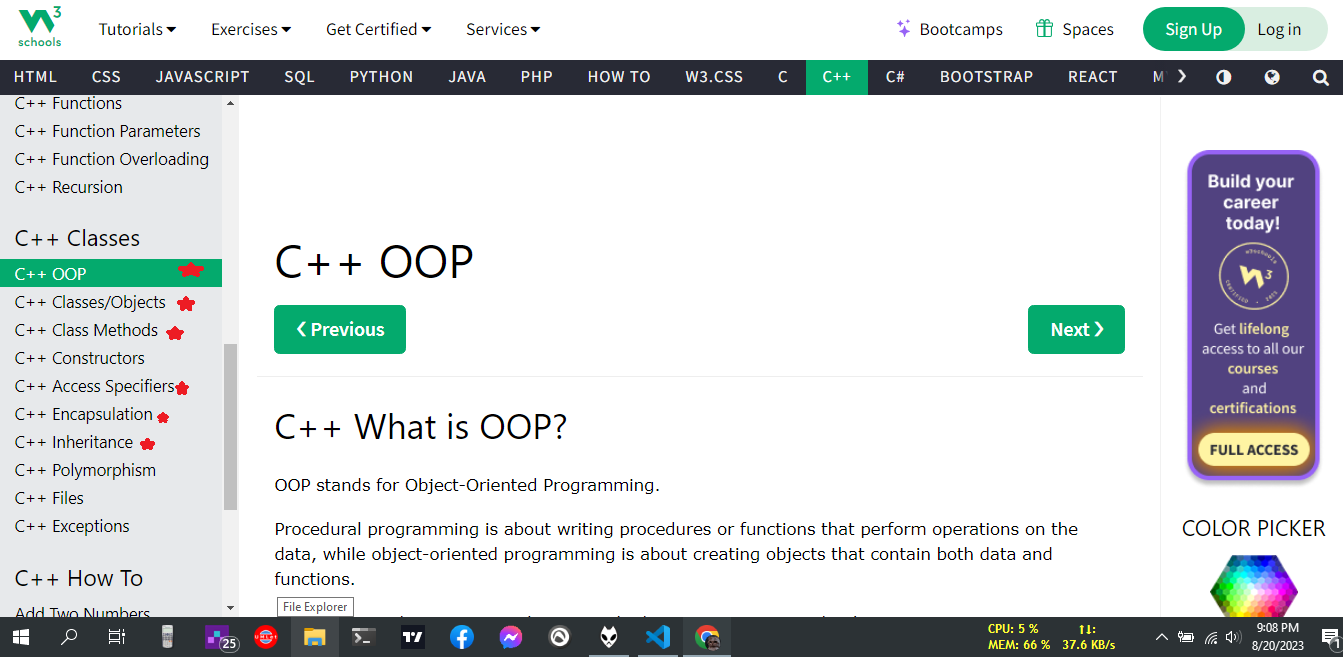 W3
schools
Tutorials
Exercises
Get Certified
Services
Bootcamps
Spaces
Sign Up
Log in
HTML
CSS
JAVASCRIPT
SQL
PYTHON
JAVA
PHP
HOW TO
W3.CSS
C
C++
C#
BOOTSTRAP
REACT
C++ Functions
C++ Function Parameters
C++ Function Overloading
C++ Recursion
C++ Classes
C++ OOP
C++ Classes/Objects
C++ Class Methods
C++ Constructors
C++ Access Specifiers
C++ Encapsulation
C++ Inheritance
C++ Polymorphism
C++ Files
C++ Exceptions
C++ How To
Add Two Numbers
C++ OOP
❮ Previous
Next ❯
C++ What is OOP?
OOP stands for Object-Oriented Programming.
Procedural programming is about writing procedures or functions that perform operations on the
data, while object-oriented programming is about creating objects that contain both data and
functions.
File Explorer
Build your
career
today!
Get lifelong
access to all our
courses
and
certifications
FULL ACCESS
COLOR PICKER
25
CPU: 5 %
MEM: 66 %
37.6 KB/s
9:08 PM
8/20/2023
1